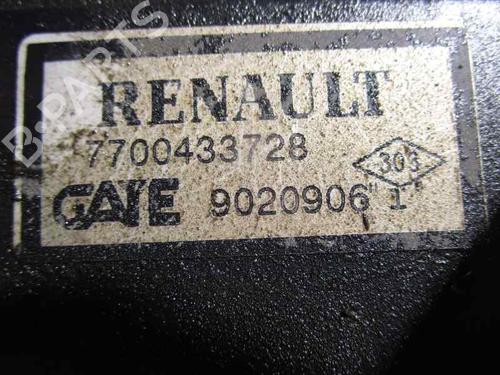 RENAULT
7700433728
303
GATE 9020906"1"
B-PARTS